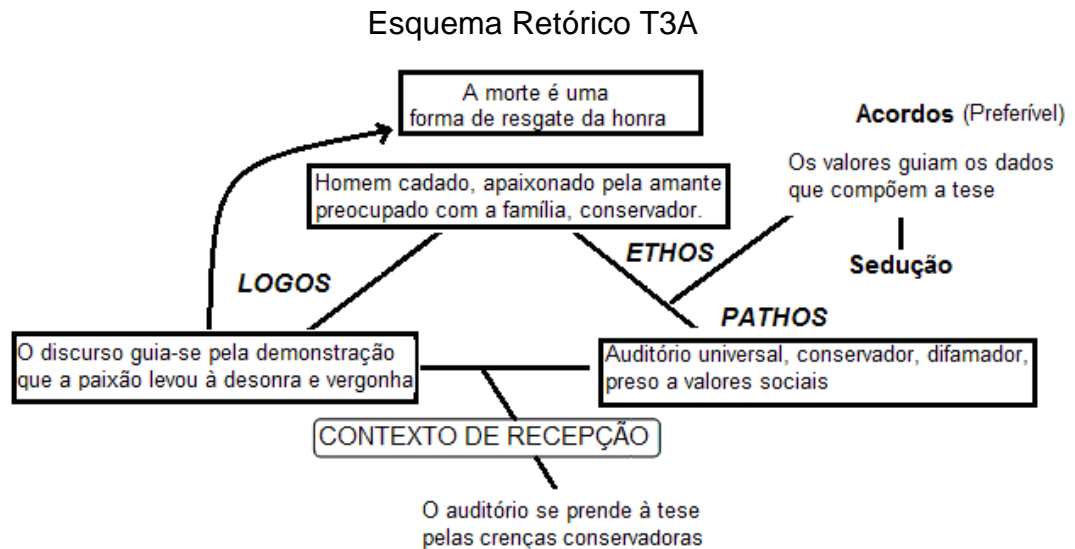 Esquema Retórico T3A
A morte é uma
forma de resgate da honra
Acordos (Preferível)
Os valores guiam os dados
que compõem a tese
Homem cadado, apaixonado pela amante
preocupado com a família, conservador.
ETHOS
Sedução
LOGOS
PATHOS
O discurso guia-se pela demonstração
que a paixão levou à desonra e vergonha
Auditório universal, conservador, difamador,
preso a valores sociais
CONTEXTO DE RECEPÇÃO
O auditório se prende à tese
pelas crenças conservadoras